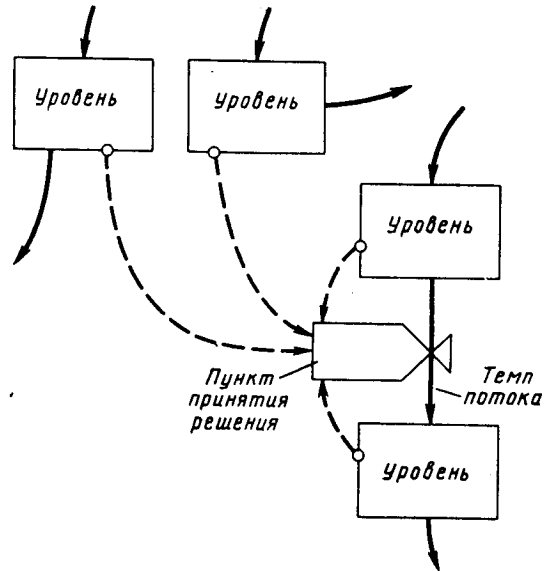 Уровень
Уровень
Уровень
Пункт
принятия
решения
Темп
потока
Уровень